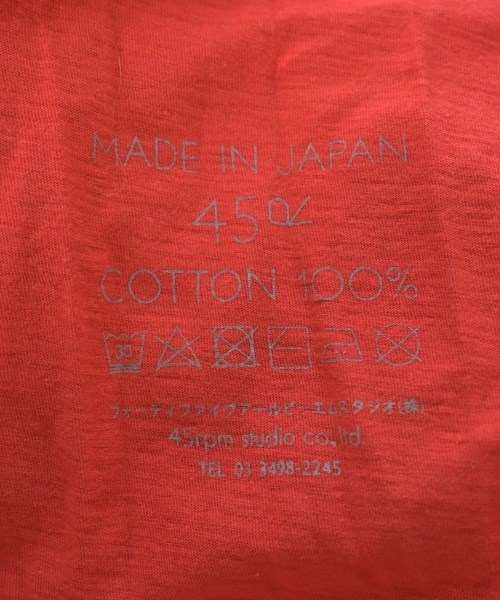 MADE IN JAPAN
45R
COTTON 100%
30
フォーティファイブアールピーエムスタジオ(株)
45rpm studio co.,ltd.
TEL 03-3498-2245